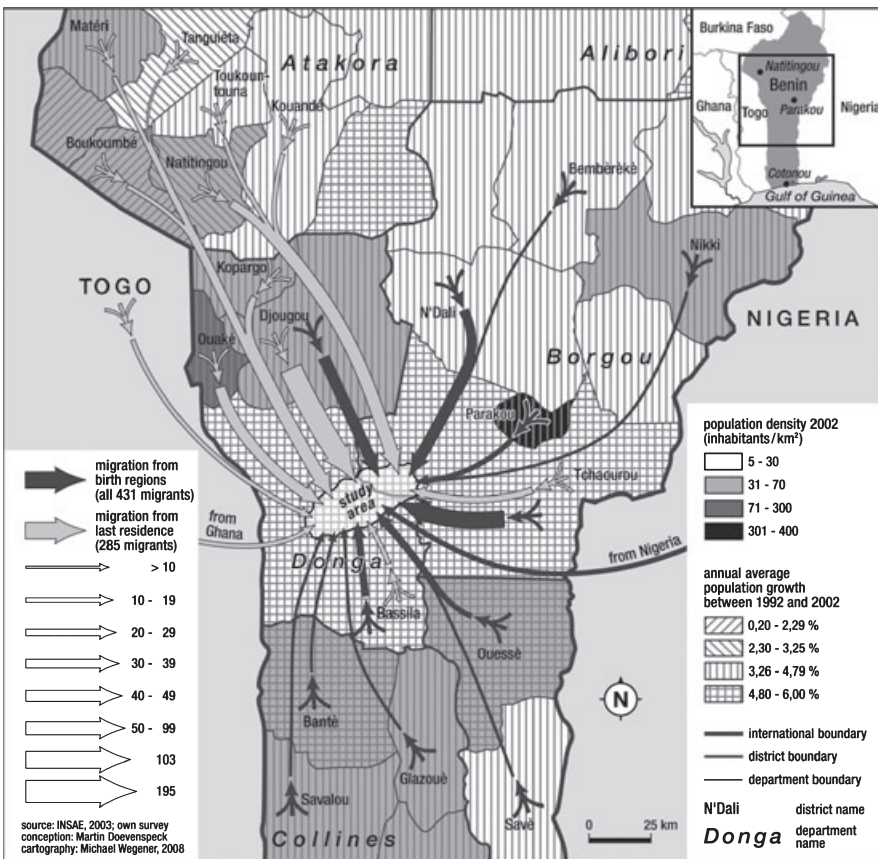 Matéri
Tanguiéta
Toukoun-
touna
Kouandé
Atakora
Alibori
Boukoumbé
Natitingou
Bembèrèkè
Nikki
Burkina Faso
Natitingou
Benin
Ghana
Togo
Parakou
Nigeria
Cotonou
Gulf of Guinea
TOGO
Kopargo
Djougou
Ouaké
N'Dali
NIGERIA
Borgou
Parakou
Tchaourou
study
area
from
Ghana
from Nigeria
Donga
Bassila
Ouessè
Bantè
Glazouè
Savalou
Savè
Collines
N
0 25 km
migration from
birth regions
(all 431 migrants)
migration from
last residence
(285 migrants)
> 10
10 - 19
20 - 29
30 - 39
40 - 49
50 - 99
103
195
source: INSAE, 2003; own survey
conception: Martin Doevenspeck
cartography: Michael Wegener, 2008
population density 2002
(inhabitants/km²)
5 - 30
31 - 70
71 - 300
301 - 400
annual average
population growth
between 1992 and 2002
0,20 - 2,29 %
2,30 - 3,25 %
3,26 - 4,79 %
4,80 - 6,00 %
international boundary
district boundary
department boundary
N'Dali district name
Donga department
name